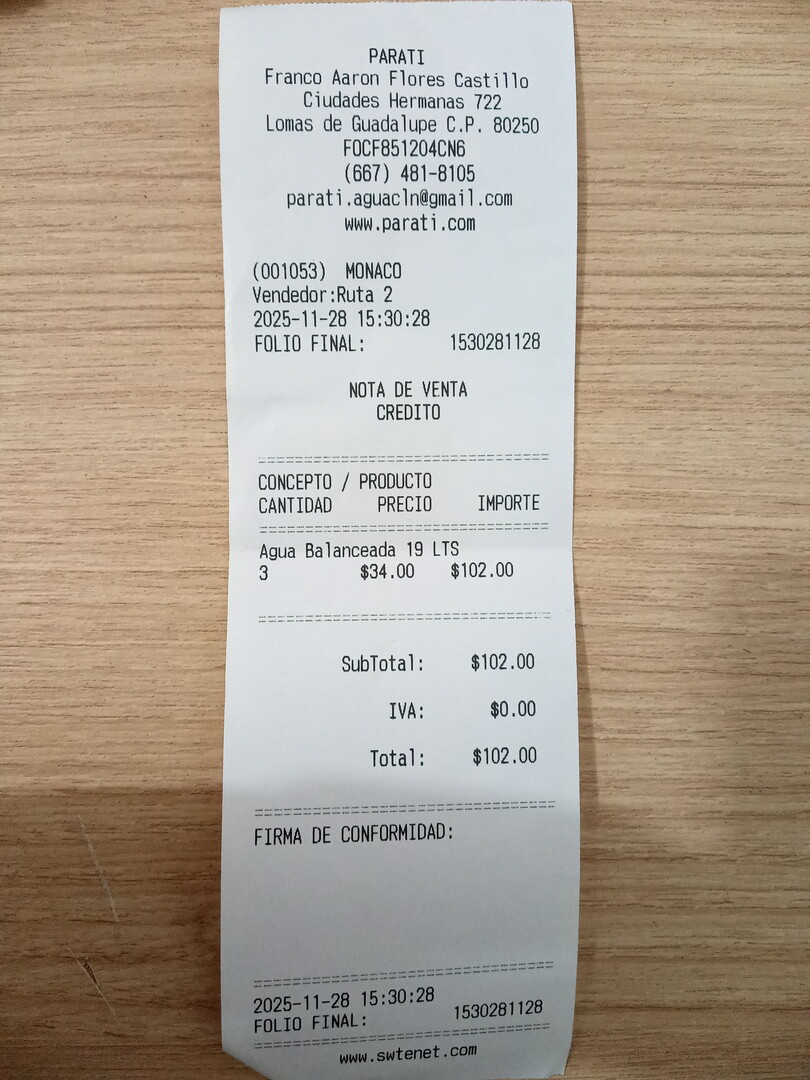 PARATI
Franco Aaron Flores Castillo
Ciudades Hermanas 722
Lomas de Guadalupe C.P. 80250
FOCF851204CN6
(667) 481-8105
parati.aguacln@gmail.com
www.parati.com
(001053) MONACO
Vendedor:Ruta 2
2025-11-28 15:30:28
FOLIO FINAL: 1530281128
NOTA DE VENTA
CREDITO
CONCEPTO / PRODUCTO
CANTIDAD PRECIO IMPORTE
Agua Balanceada 19 LTS
3 $34.00 $102.00
SubTotal: $102.00
IVA: $0.00
Total: $102.00
FIRMA DE CONFORMIDAD:
2025-11-28 15:30:28
FOLIO FINAL: 1530281128
www.swtenet.com